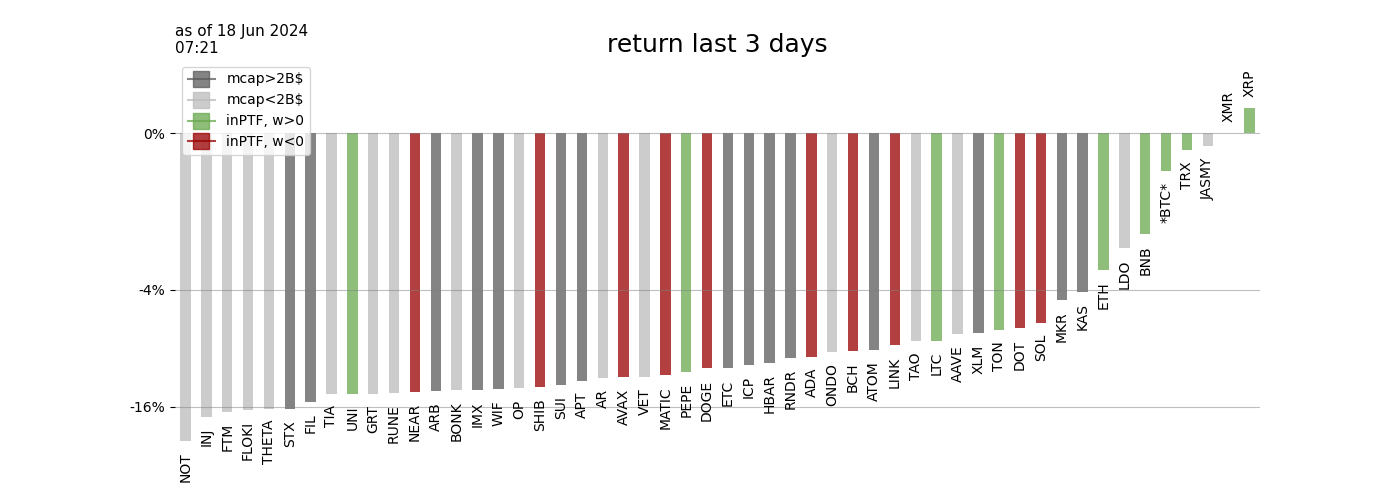 as of 18 Jun 2024
07:21
return last 3 days
mcap>2B$
mcap<2B$
inPTF, w>0
inPTF, w<0
0%
-4%
-16%
NOT
INJ
FTM
FLOKI
THETA
STX
FIL
TIA
UNI
GRT
RUNE
NEAR
ARB
BONK
IMX
WIF
OP
SHIB
SUI
APT
AR
AVAX
VET
MATIC
PEPE
DOGE
ETC
ICP
HBAR
RNDR
ADA
ONDO
BCH
ATOM
LINK
TAO
LTC
AAVE
XLM
TON
DOT
SOL
MKR
KAS
ETH
LDO
BNB
*BTC*
TRX
JASMY
XMR
XRP